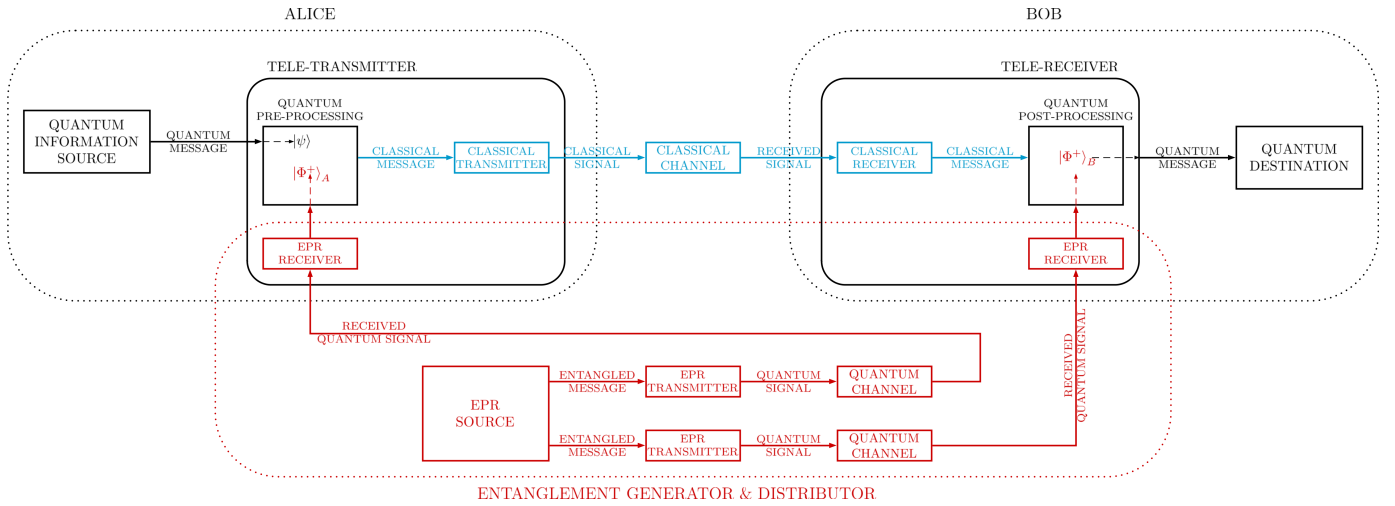 ALICE
BOB
TELE-TRANSMITTER
TELE-RECEIVER
QUANTUM
PRE-PROCESSING
QUANTUM
POST-PROCESSING
QUANTUM
INFORMATION
SOURCE
QUANTUM
MESSAGE
|ψ⟩
|Φ⁺⟩_A
CLASSICAL
MESSAGE
CLASSICAL
TRANSMITTER
CLASSICAL
SIGNAL
CLASSICAL
CHANNEL
RECEIVED
SIGNAL
CLASSICAL
RECEIVER
CLASSICAL
MESSAGE
|Φ⁺⟩_B
QUANTUM
MESSAGE
QUANTUM
DESTINATION
EPR
RECEIVER
EPR
RECEIVER
RECEIVED
QUANTUM SIGNAL
RECEIVED
QUANTUM SIGNAL
EPR
SOURCE
ENTANGLED
MESSAGE
EPR
TRANSMITTER
QUANTUM
SIGNAL
QUANTUM
CHANNEL
ENTANGLED
MESSAGE
EPR
TRANSMITTER
QUANTUM
SIGNAL
QUANTUM
CHANNEL
ENTANGLEMENT GENERATOR & DISTRIBUTOR